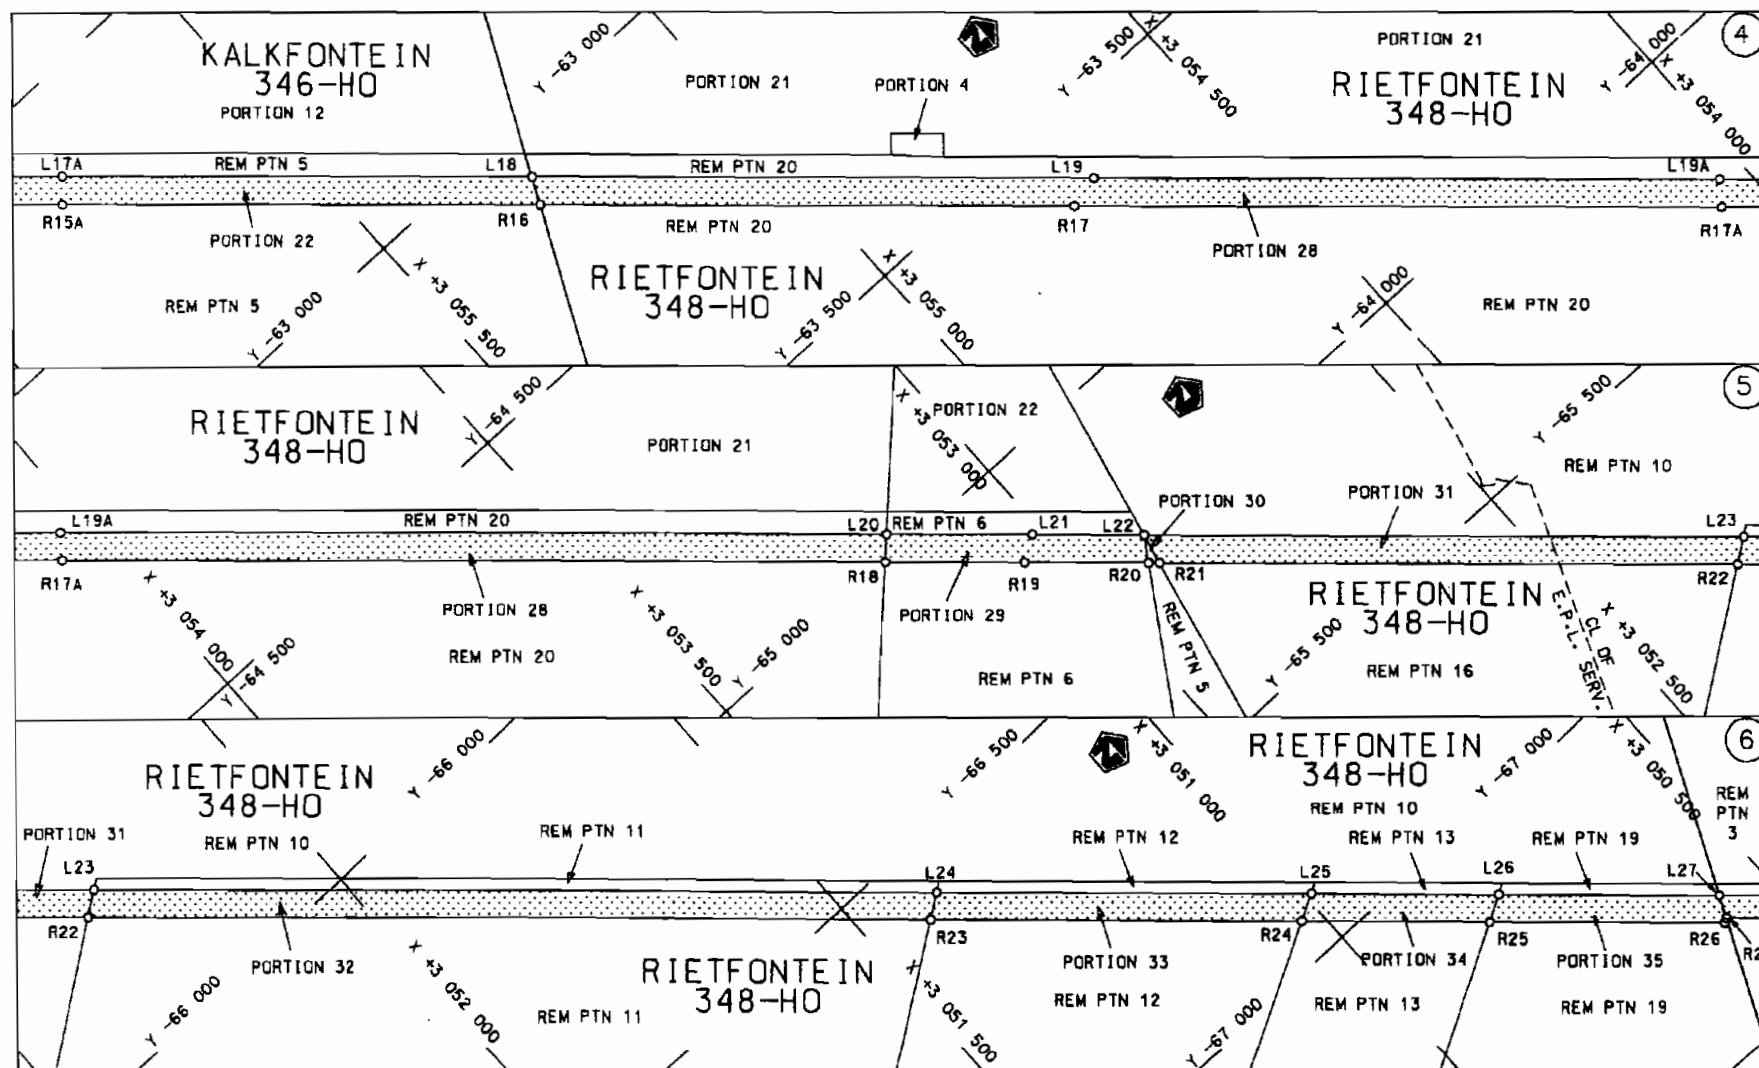 KALKFONTEIN
346-HO
PORTION 12
Y -63 000
PORTION 21
PORTION 4
Y -63 500
X +3 054 500
PORTION 21
RIETFONTEIN
348-HO
Y -64 000
X +3 054 000
4
L17A
REM PTN 5
L18
REM PTN 20
L19
L19A
R15A
PORTION 22
R16
REM PTN 20
R17
PORTION 28
R17A
REM PTN 5
Y -63 000
X +3 055 500
RIETFONTEIN
348-HO
Y -63 500
X +3 055 000
Y -64 000
REM PTN 20
RIETFONTEIN
348-HO
Y -64 500
PORTION 21
X +3 053 000
PORTION 22
Y -65 500
REM PTN 10
5
L19A
REM PTN 20
L20
REM PTN 6
L21
L22
PORTION 30
PORTION 31
L23
R17A
PORTION 28
R18
PORTION 29
R19
R20
R21
R22
X +3 054 000
Y -64 500
REM PTN 20
X +3 053 500
Y -65 000
REM PTN 6
REM PTN 5
RIETFONTEIN
348-HO
Y -65 500
REM PTN 16
CL OF
E.P.L. SERV.
X +3 052 500
RIETFONTEIN
348-HO
Y -66 000
Y -66 500
X +3 051 000
RIETFONTEIN
348-HO
REM PTN 10
Y -67 000
X +3 050 500
6
REM
PTN
3
PORTION 31
REM PTN 10
REM PTN 11
REM PTN 12
REM PTN 13
REM PTN 19
L23
L24
L25
L26
L27
R22
PORTION 32
R23
PORTION 33
R24
PORTION 34
R25
PORTION 35
R26
Y -66 000
X +3 052 000
REM PTN 11
RIETFONTEIN
348-HO
X +3 051 500
REM PTN 12
Y -67 000
REM PTN 13
REM PTN 19